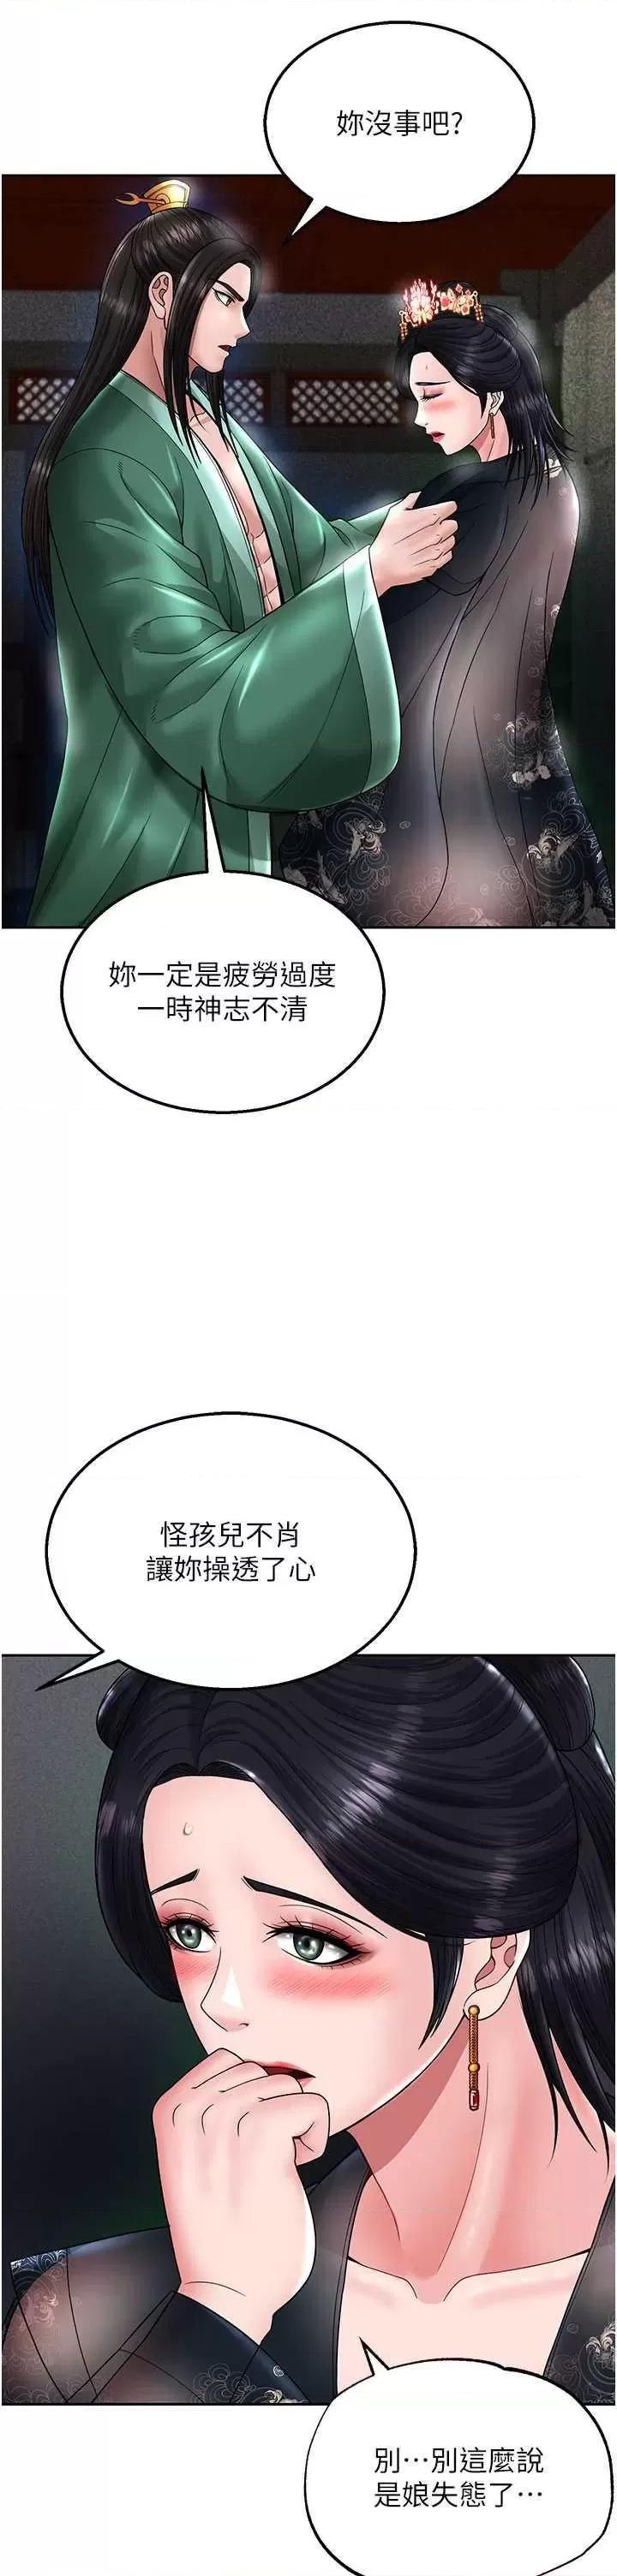 妳沒事吧?
妳一定是疲勞過度
一時神志不清
怪孩兒不肖
讓妳操透了心
別⋯別這麼說
是娘失態了⋯